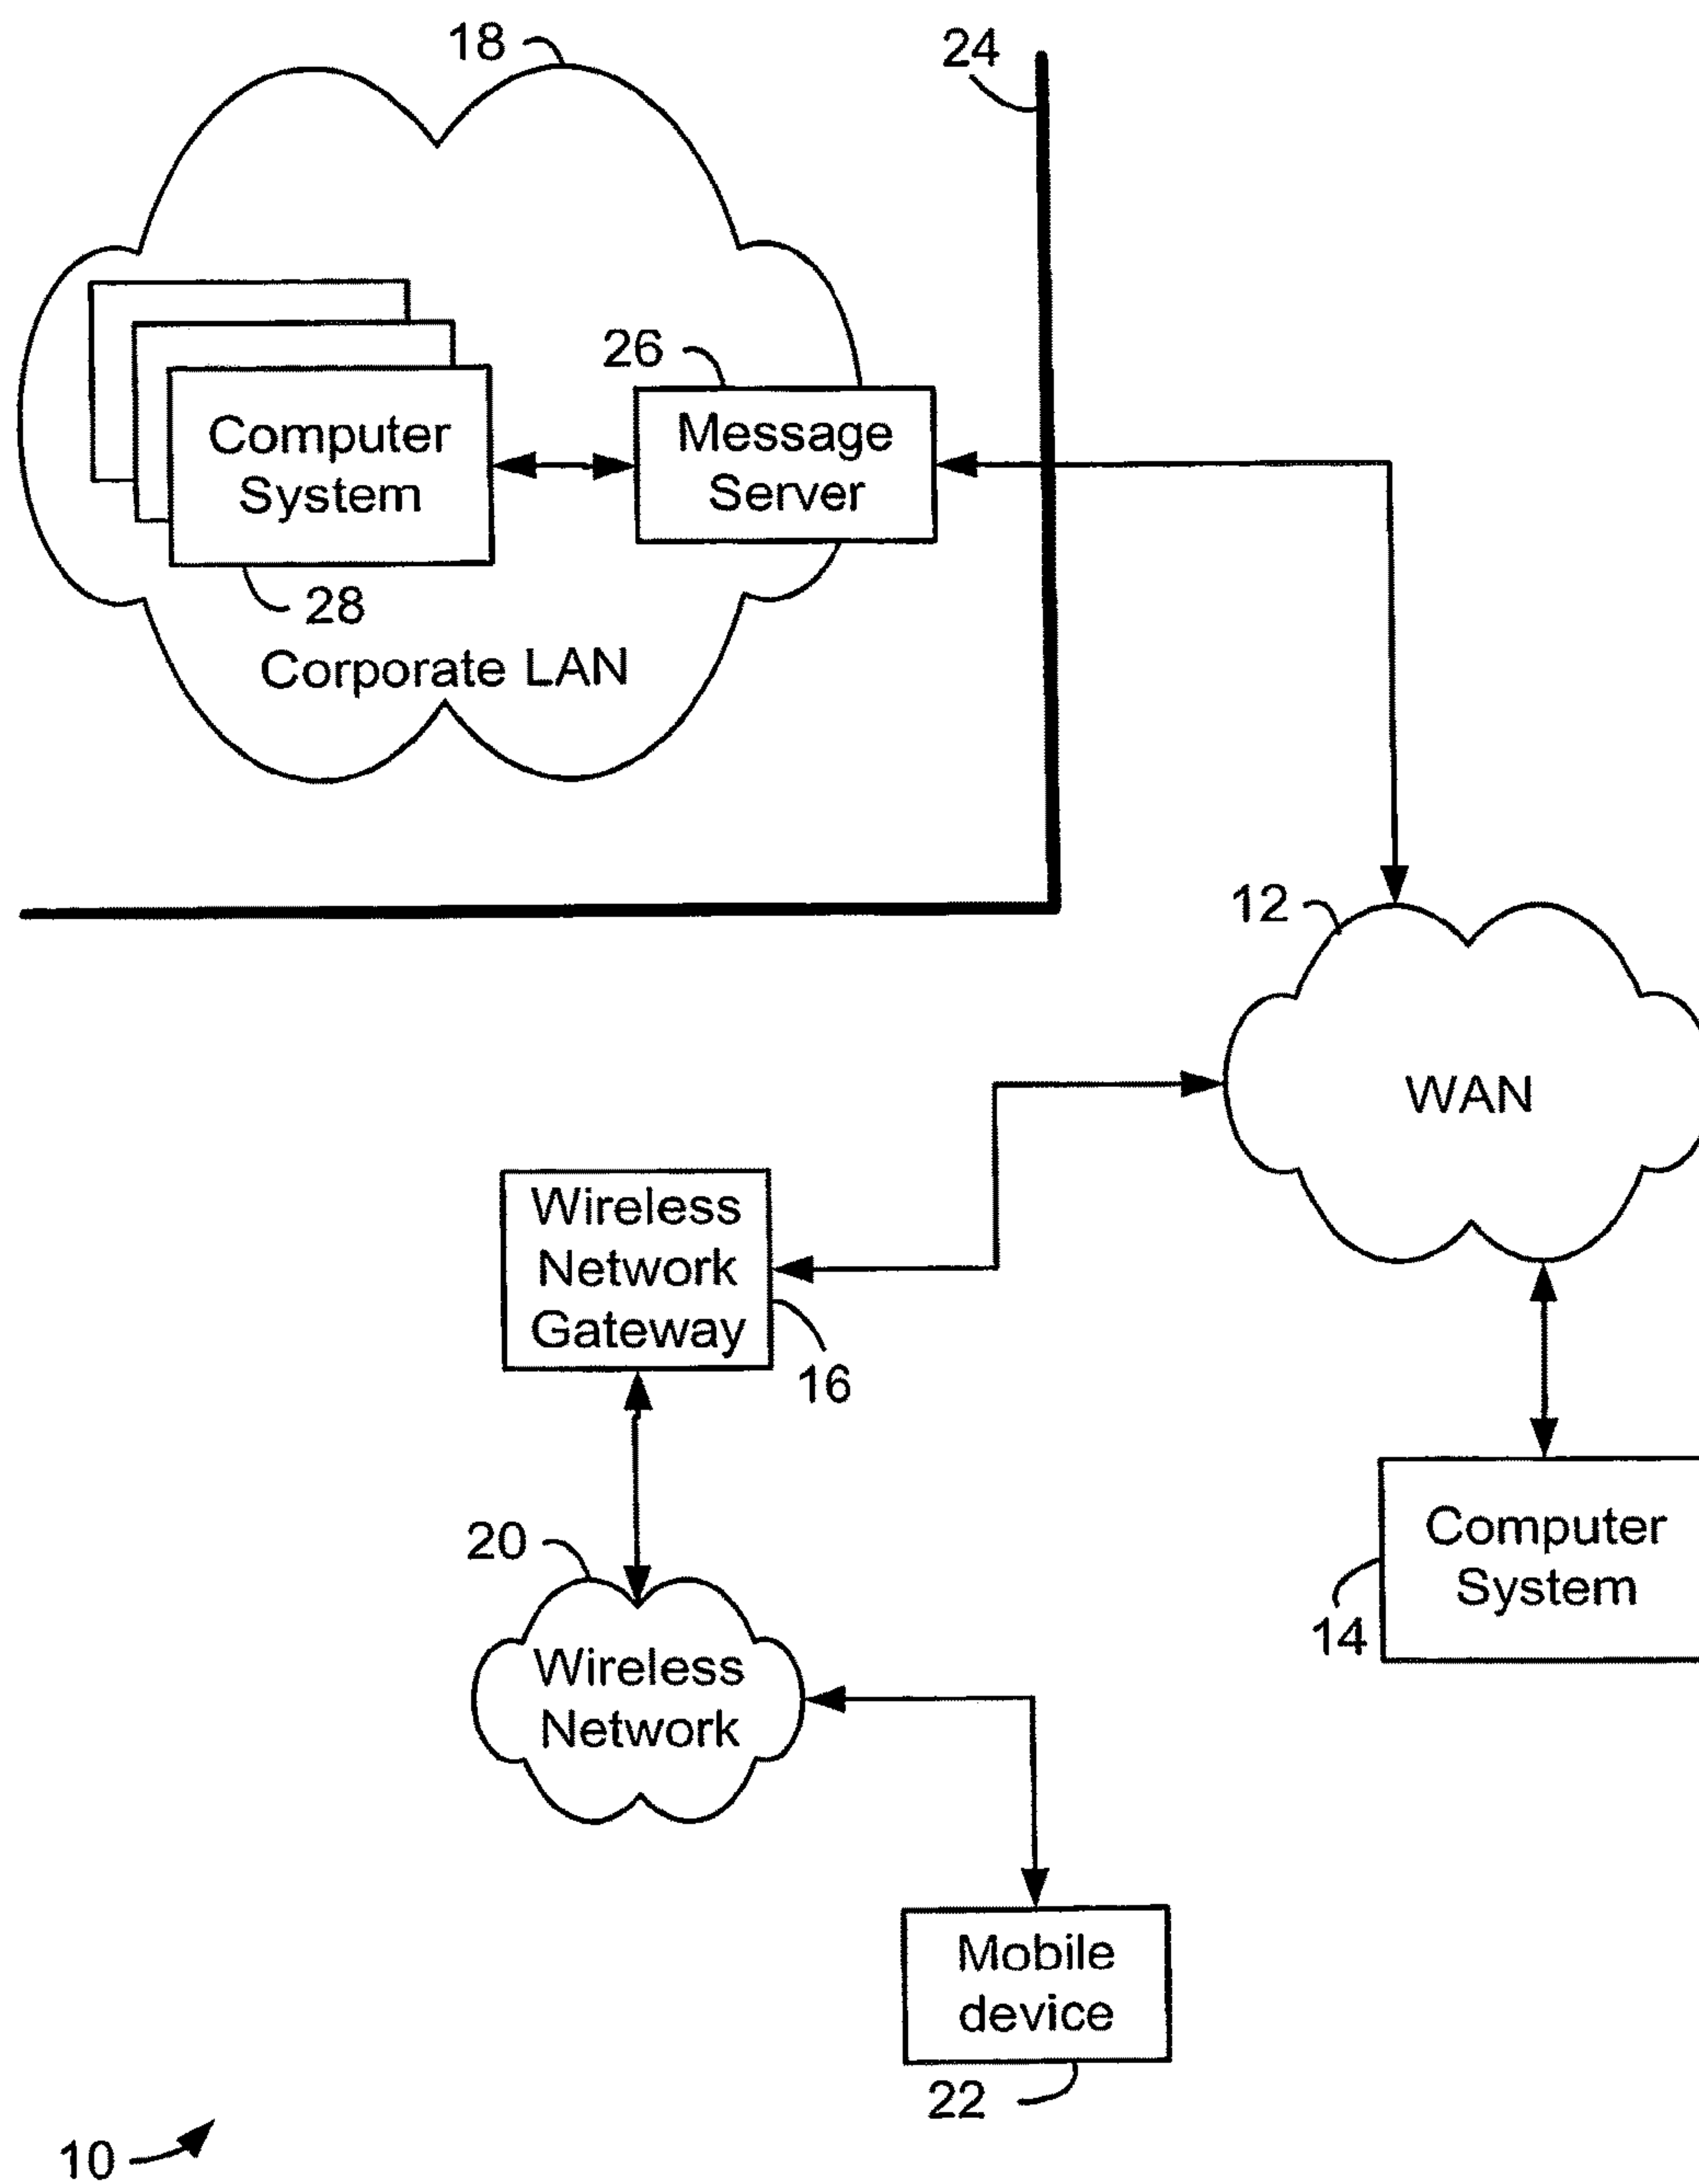 18
24
26
Computer
System
Message
Server
28
Corporate LAN
12
WAN
Wireless
Network
Gateway
16
20
Computer
System
14
Wireless
Network
Mobile
device
22
10